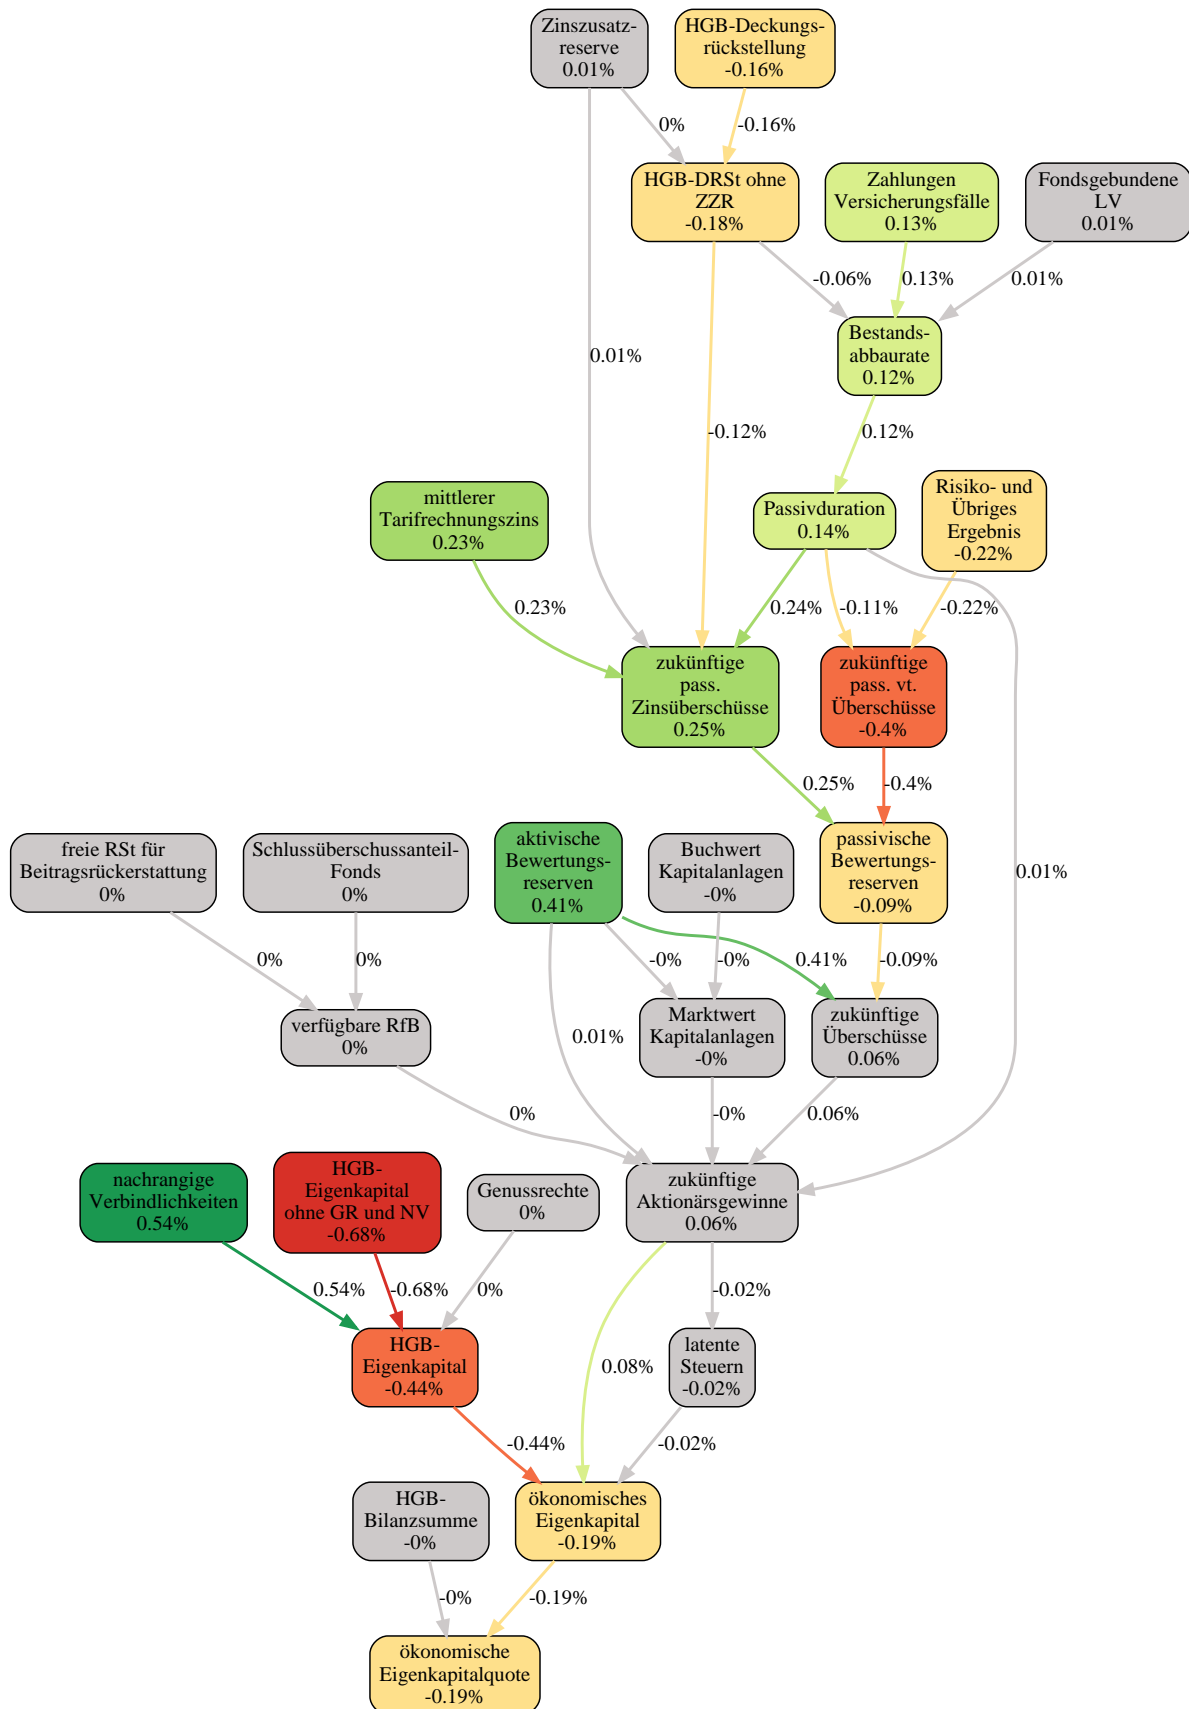 Zinszusatz-
reserve
0.01%
HGB-Deckungs-
rückstellung
-0.16%
0%
-0.16%
HGB-DRSt ohne
ZZR
-0.18%
Zahlungen
Versicherungsfälle
0.13%
Fondsgebundene
LV
0.01%
-0.06%
0.13%
0.01%
Bestands-
abbaurate
0.12%
0.01%
-0.12%
0.12%
mittlerer
Tarifrechnungszins
0.23%
Passivduration
0.14%
Risiko- und
Übriges
Ergebnis
-0.22%
0.23%
0.24%
-0.11%
-0.22%
zukünftige
pass.
Zinsüberschüsse
0.25%
zukünftige
pass. vt.
Überschüsse
-0.4%
0.25%
-0.4%
freie RSt für
Beitragsrückerstattung
0%
Schlussüberschussanteil-
Fonds
0%
aktivische
Bewertungs-
reserven
0.41%
Buchwert
Kapitalanlagen
-0%
passivische
Bewertungs-
reserven
-0.09%
0.01%
0%
0%
-0%
-0%
0.41%
-0.09%
verfügbare RfB
0%
0.01%
Marktwert
Kapitalanlagen
-0%
zukünftige
Überschüsse
0.06%
0%
-0%
0.06%
nachrangige
Verbindlichkeiten
0.54%
HGB-
Eigenkapital
ohne GR und NV
-0.68%
Genussrechte
0%
zukünftige
Aktionärsgewinne
0.06%
0.54%
-0.68%
0%
-0.02%
HGB-
Eigenkapital
-0.44%
0.08%
latente
Steuern
-0.02%
-0.44%
-0.02%
HGB-
Bilanzsumme
-0%
ökonomisches
Eigenkapital
-0.19%
-0%
-0.19%
ökonomische
Eigenkapitalquote
-0.19%